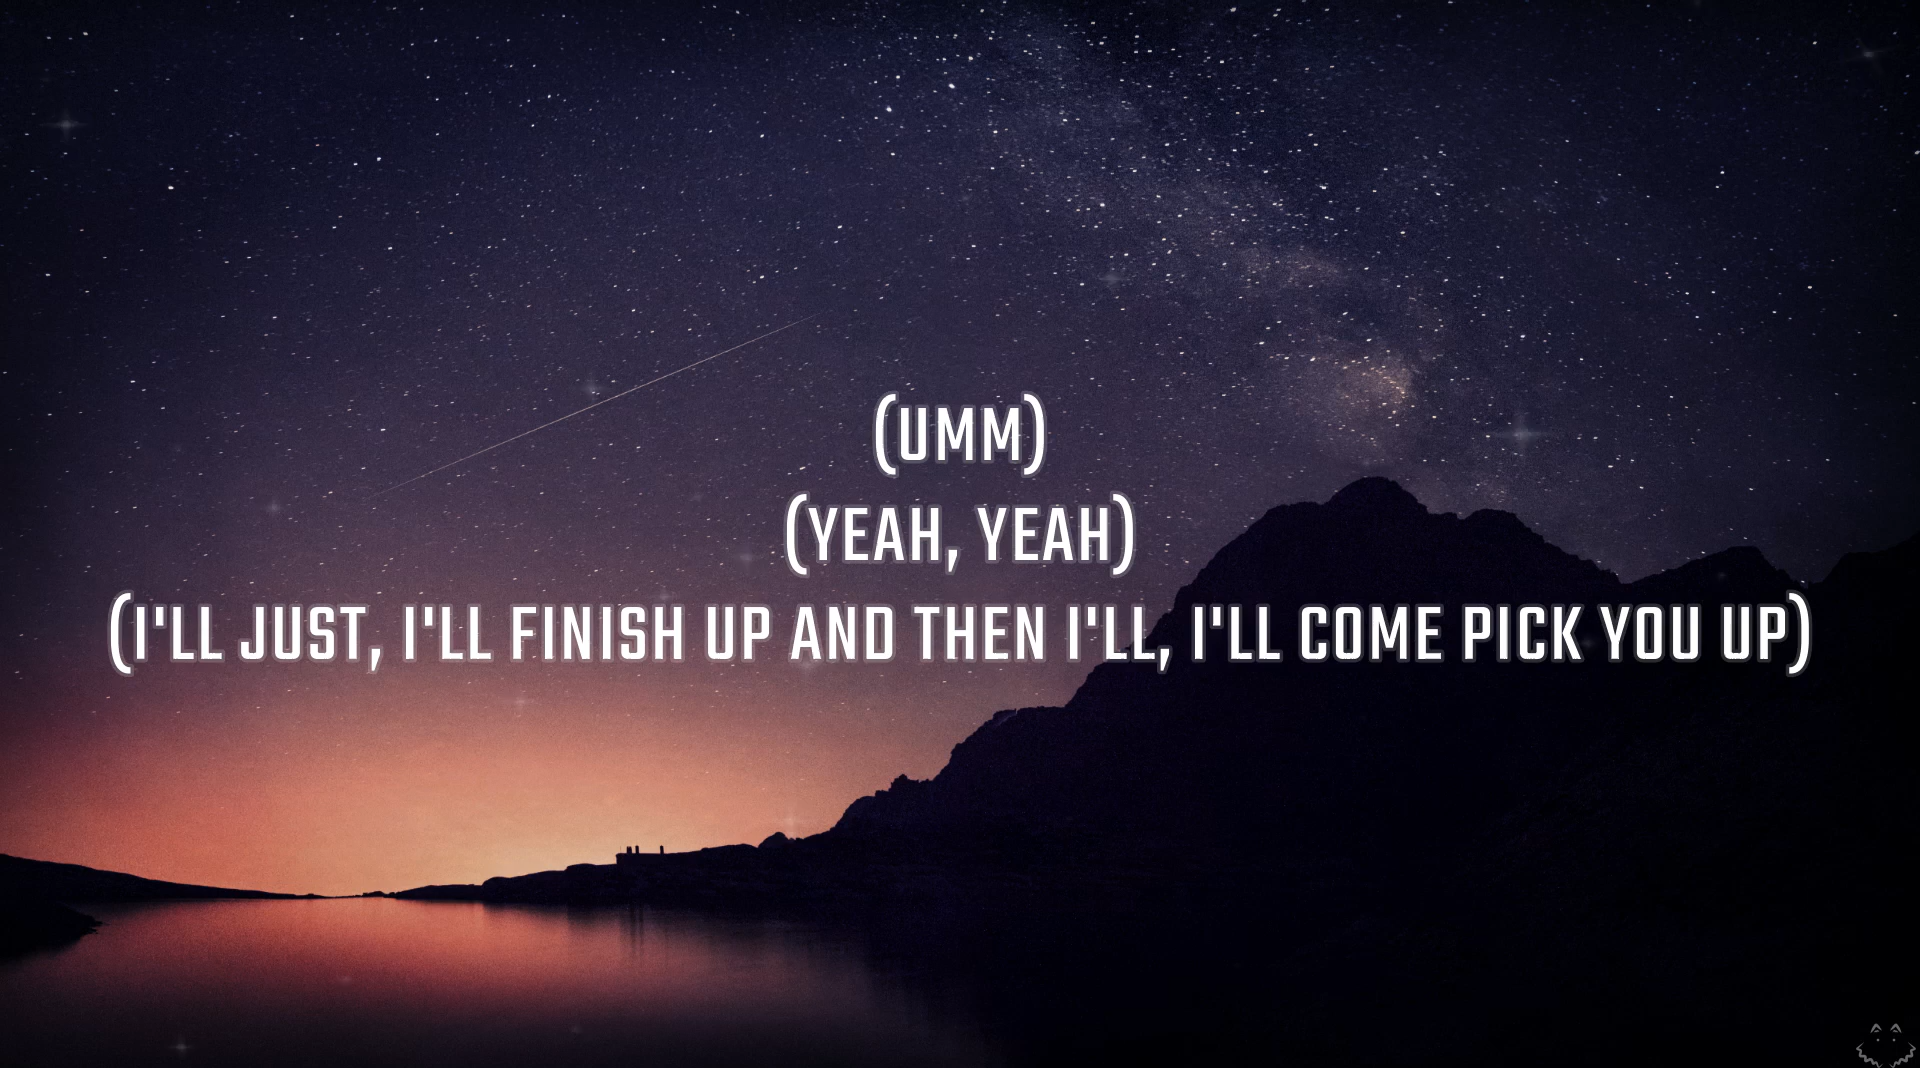 (UMM)
(YEAH, YEAH)
(I'LL JUST, I'LL FINISH UP AND THEN I'LL, I'LL COME PICK YOU UP)